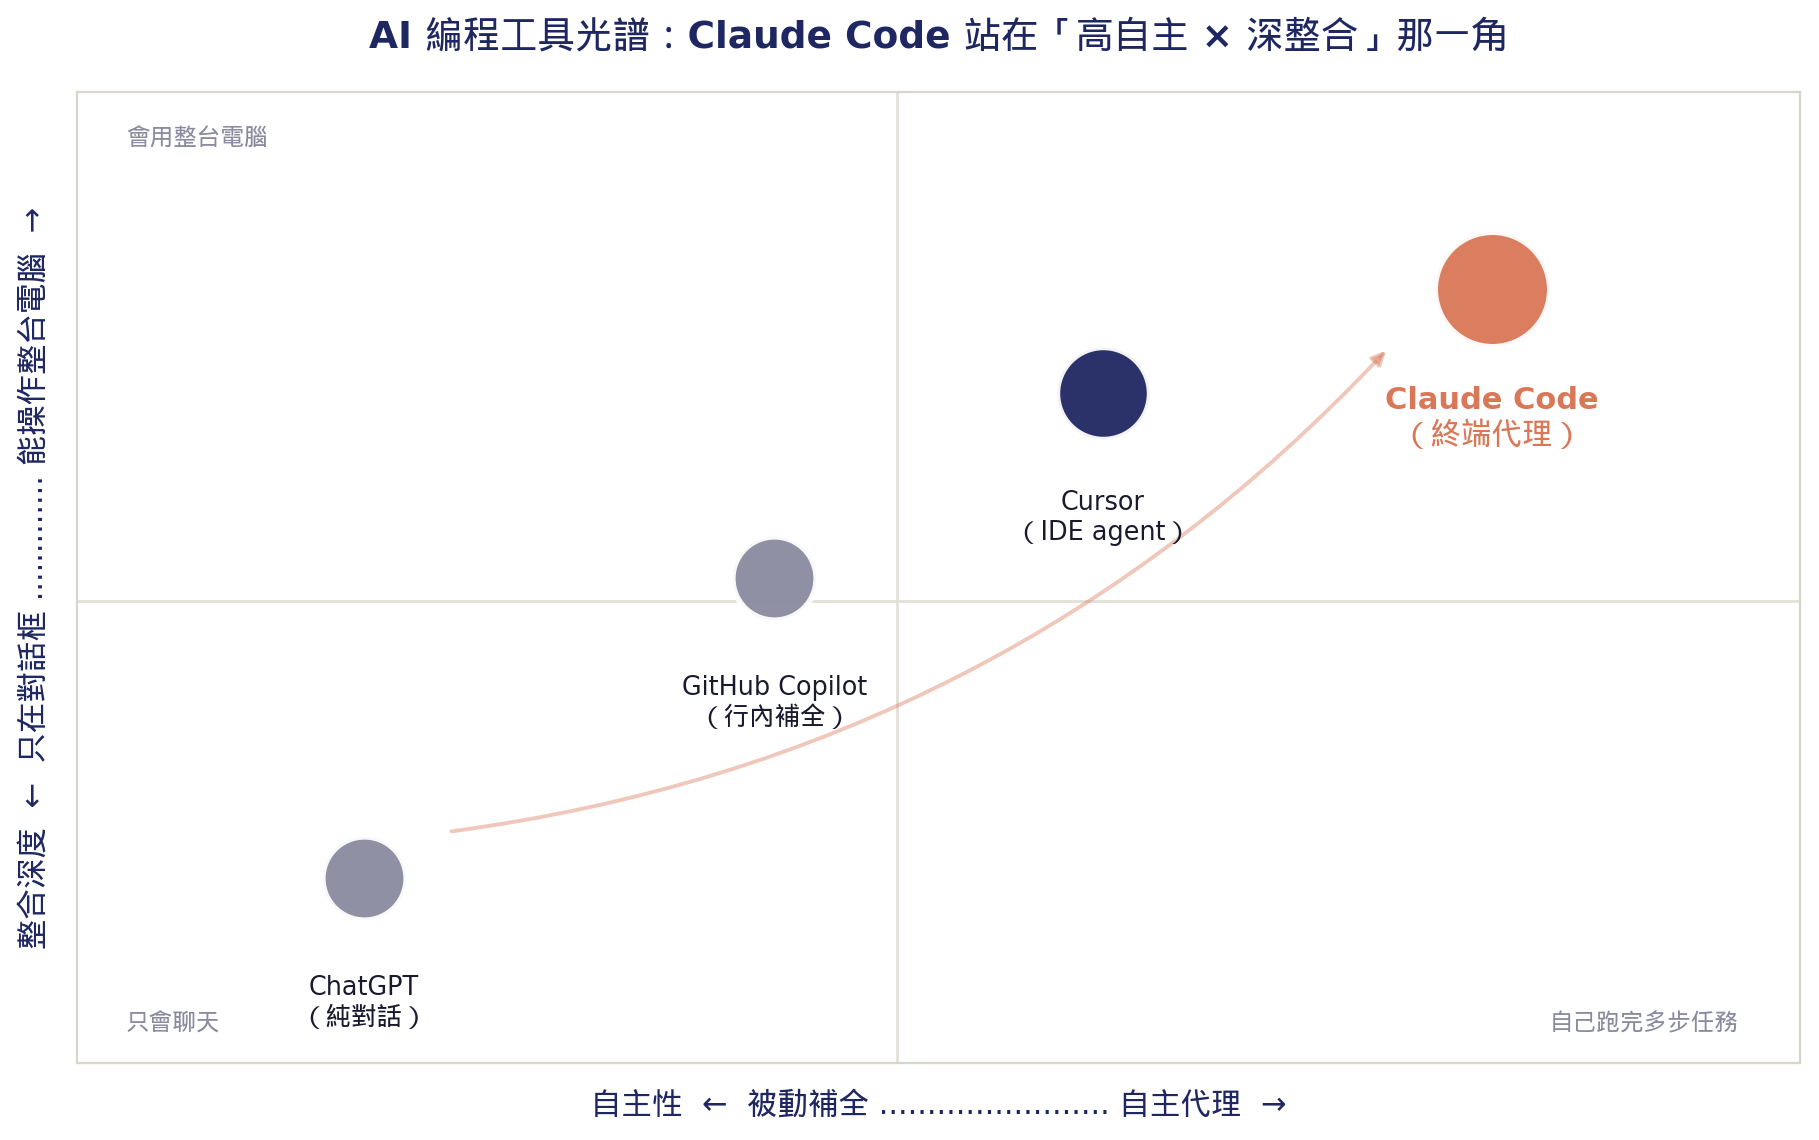 AI 編程工具光譜：Claude Code 站在「高自主 × 深整合」那一角
會用整台電腦
整合深度 ← 只在對話框 ............... 能操作整台電腦 →
Claude Code
（終端代理）
Cursor
（IDE agent）
GitHub Copilot
（行內補全）
ChatGPT
（純對話）
只會聊天
自己跑完多步任務
自主性 ← 被動補全 ........................ 自主代理 →